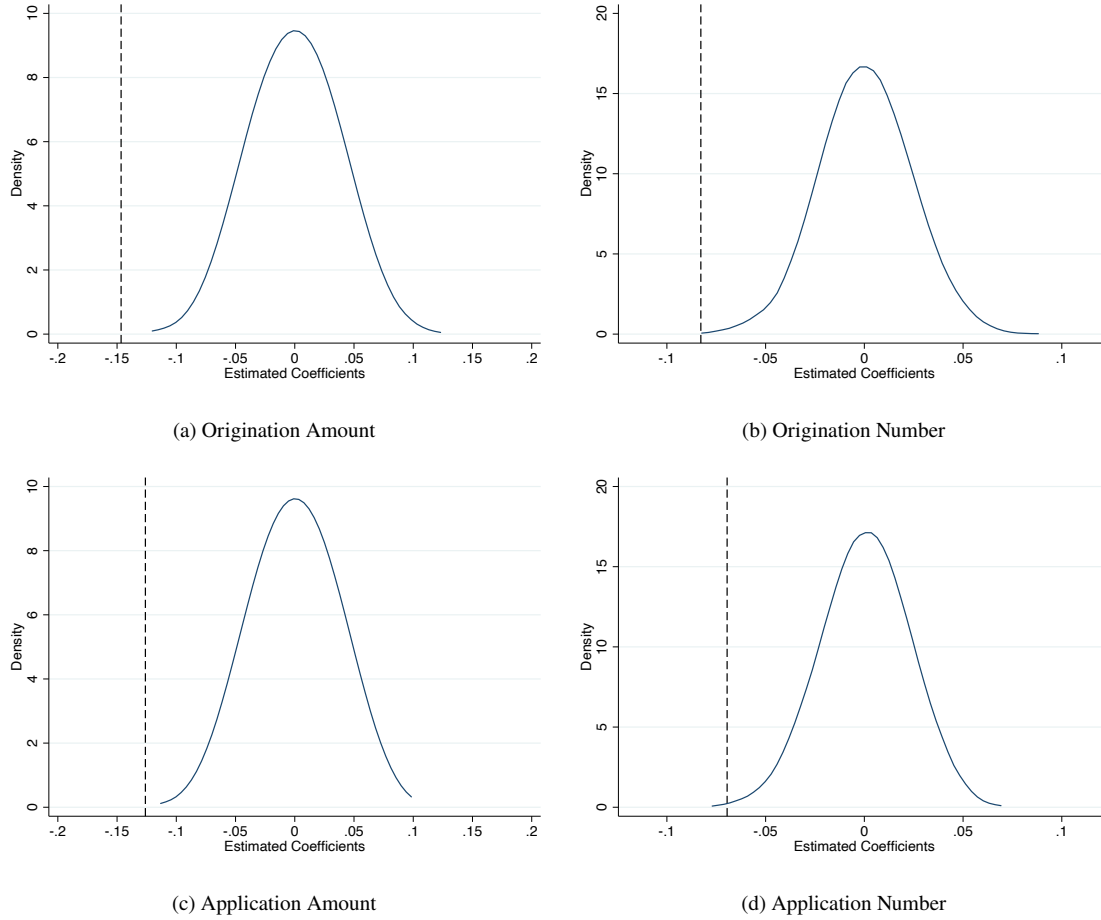 10
8
6
4
2
0
Density
-.2 -.15 -.1 -.05 0 .05 .1 .15 .2
Estimated Coefficients
(a) Origination Amount
20
15
10
5
0
Density
-.1 -.05 0 .05 .1
Estimated Coefficients
(b) Origination Number
10
8
6
4
2
0
Density
-.2 -.15 -.1 -.05 0 .05 .1 .15 .2
Estimated Coefficients
(c) Application Amount
20
15
10
5
0
Density
-.1 -.05 0 .05 .1
Estimated Coefficients
(d) Application Number